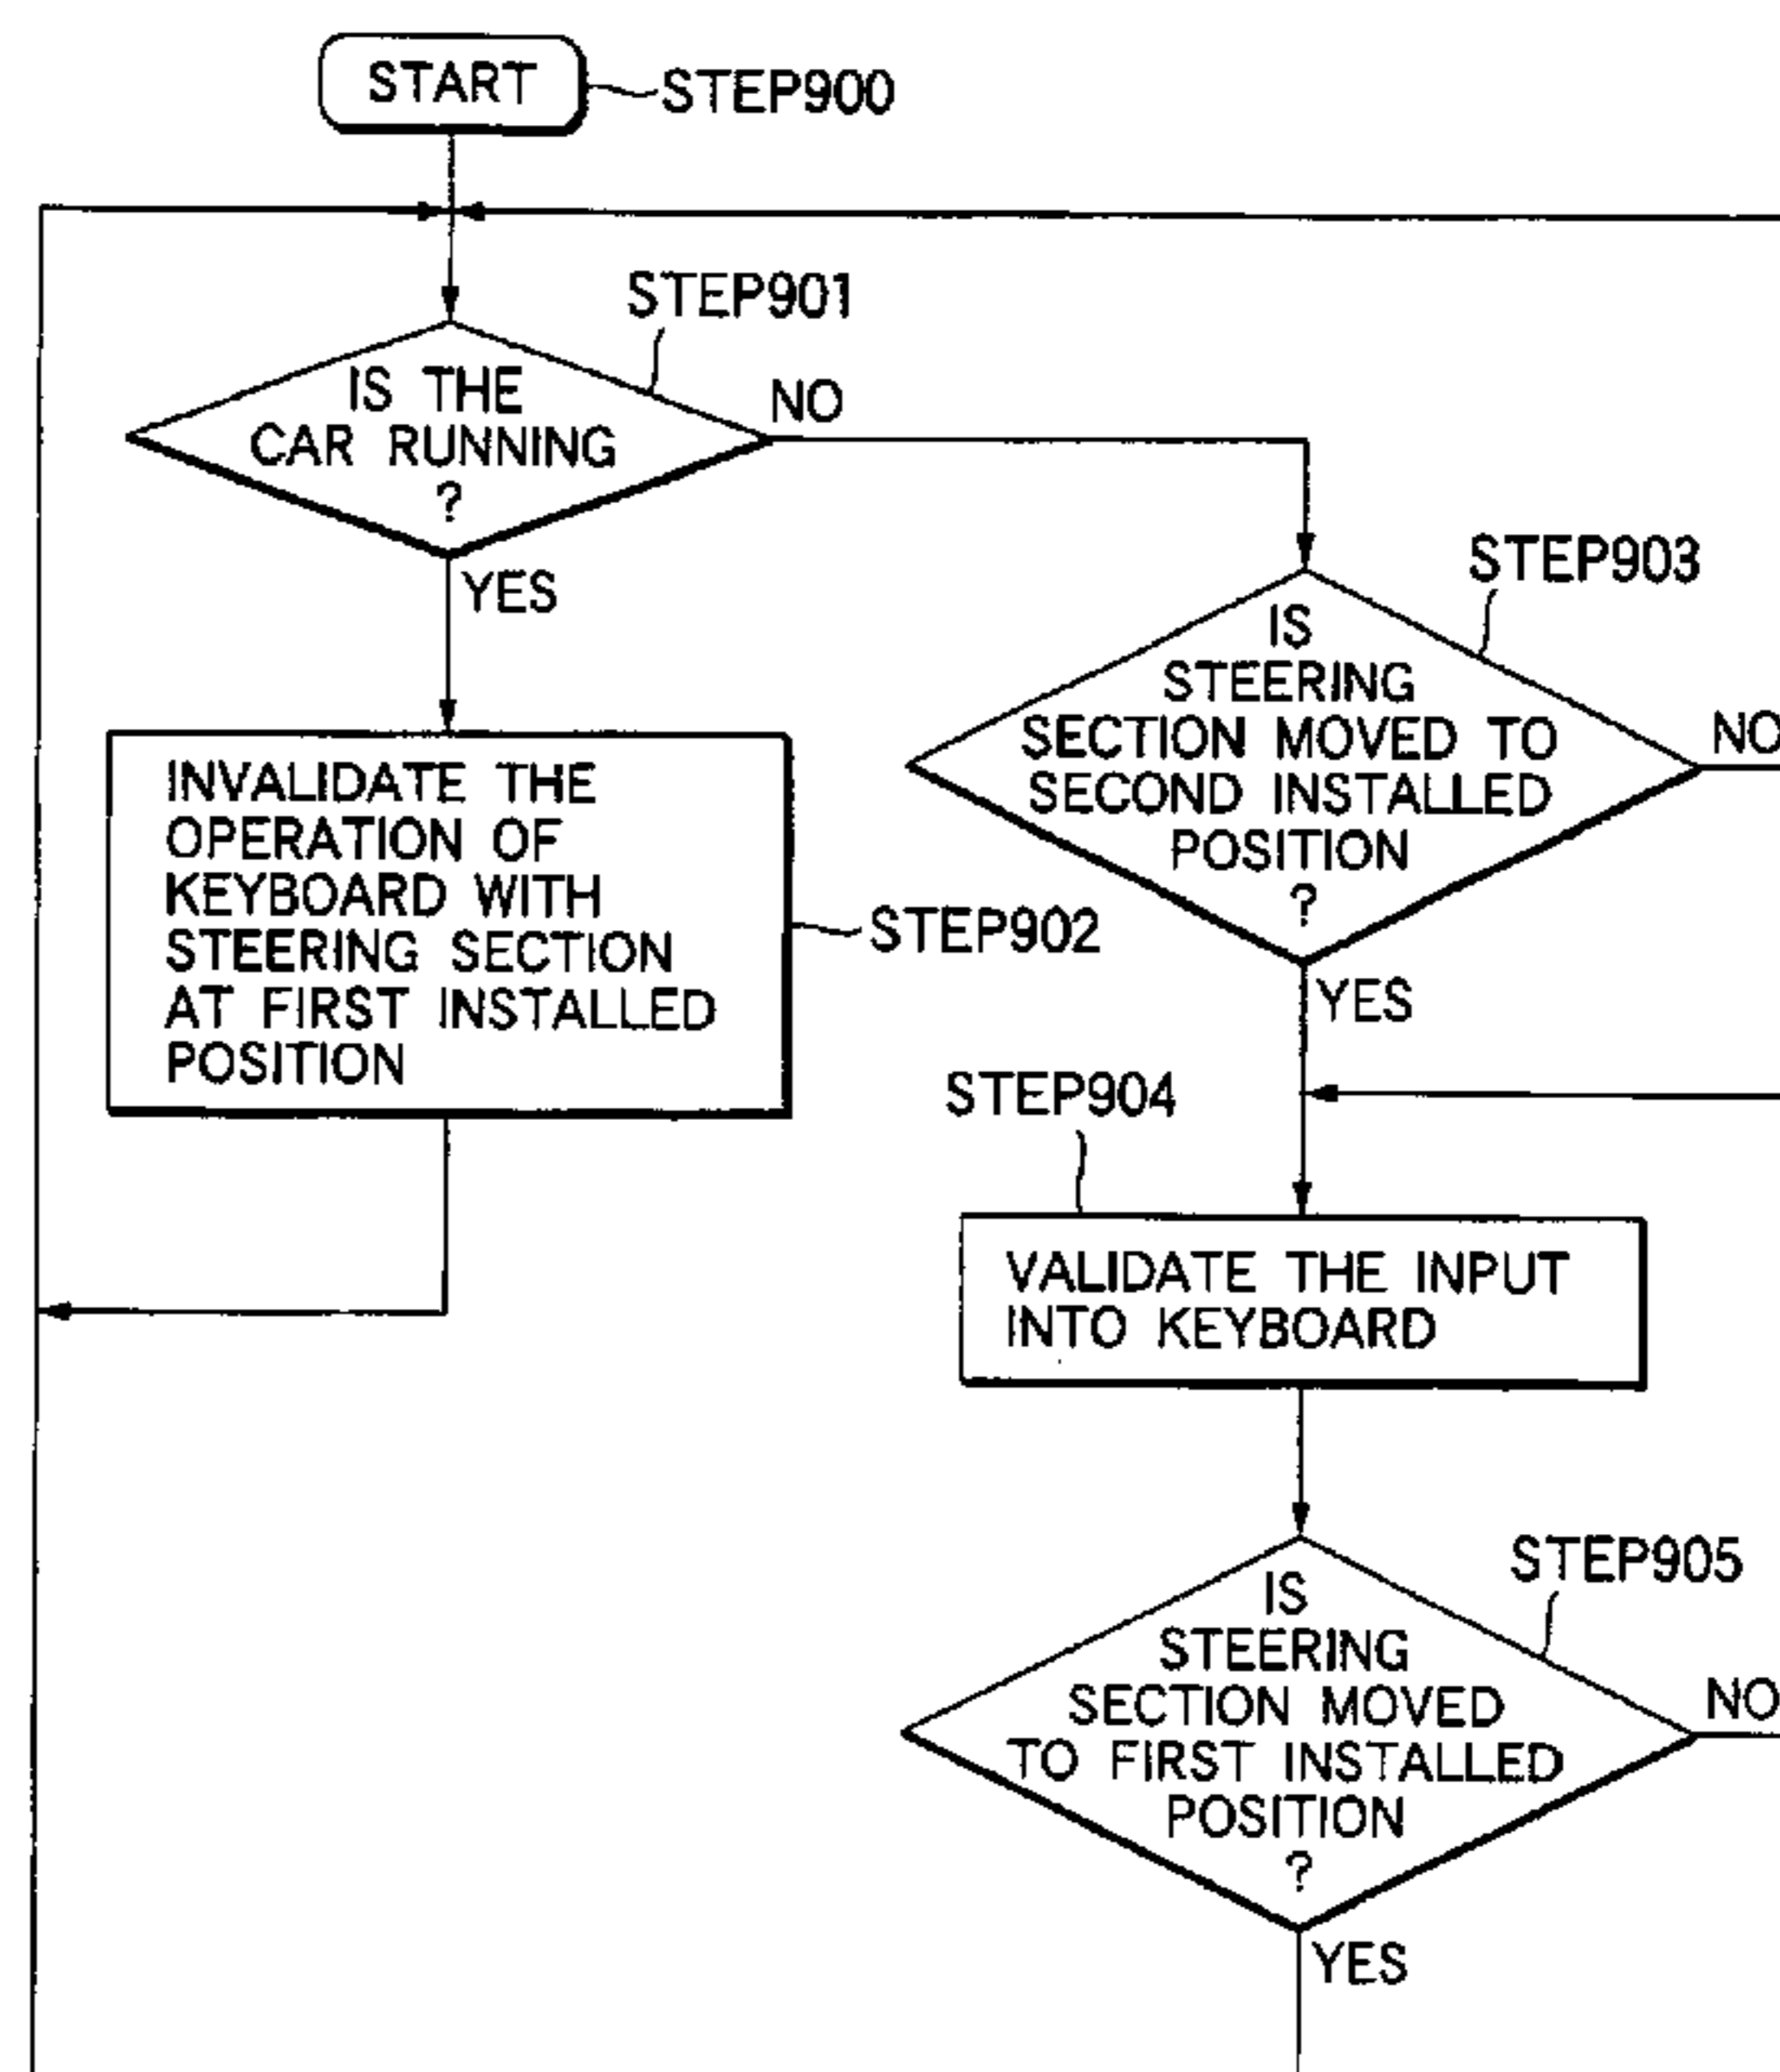 START
STEP900
STEP901
IS THE
CAR RUNNING
?
NO
YES
STEP903
IS
STEERING
SECTION MOVED TO
SECOND INSTALLED
POSITION
?
NO
YES
INVALIDATE THE
OPERATION OF
KEYBOARD WITH
STEERING SECTION
AT FIRST INSTALLED
POSITION
STEP902
STEP904
VALIDATE THE INPUT
INTO KEYBOARD
STEP905
IS
STEERING
SECTION MOVED
TO FIRST INSTALLED
POSITION
?
NO
YES